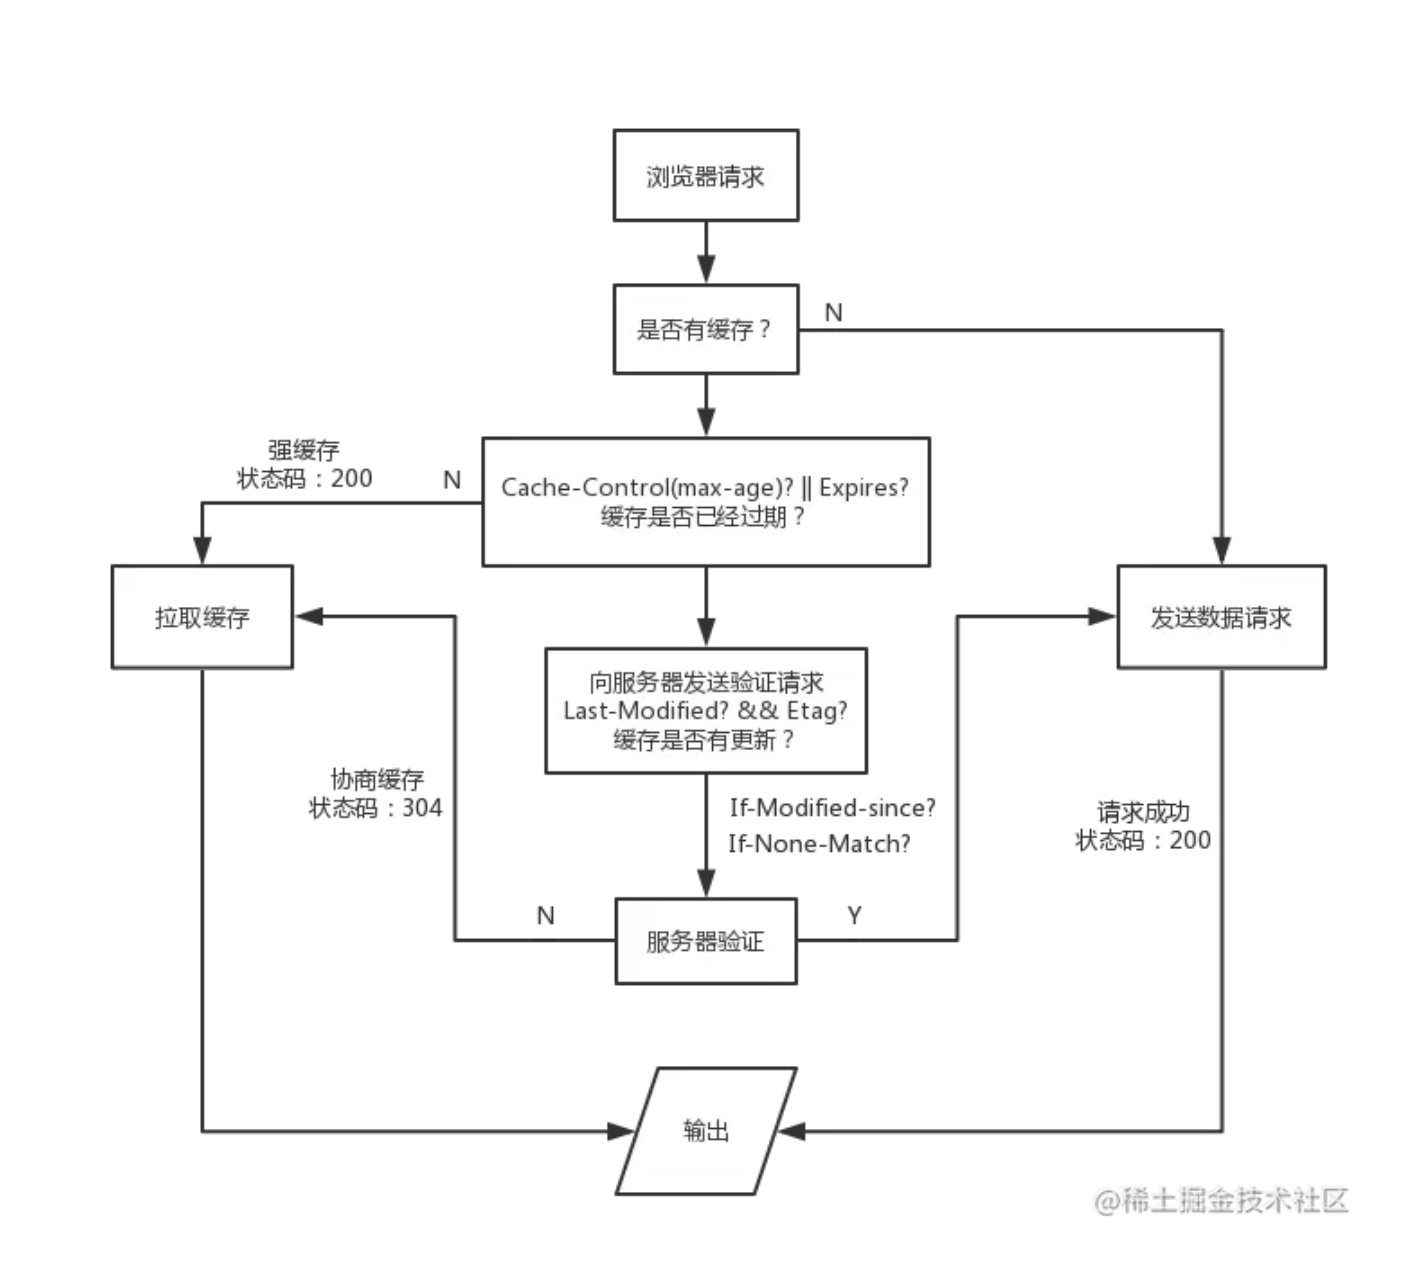 浏览器请求
是否有缓存？
N
强缓存
状态码：200
N
Cache-Control(max-age)? || Expires?
缓存是否已经过期？
拉取缓存
发送数据请求
向服务器发送验证请求
Last-Modified? && Etag?
缓存是否有更新？
协商缓存
状态码：304
If-Modified-since?
If-None-Match?
请求成功
状态码：200
N
Y
服务器验证
输出
@稀土掘金技术社区